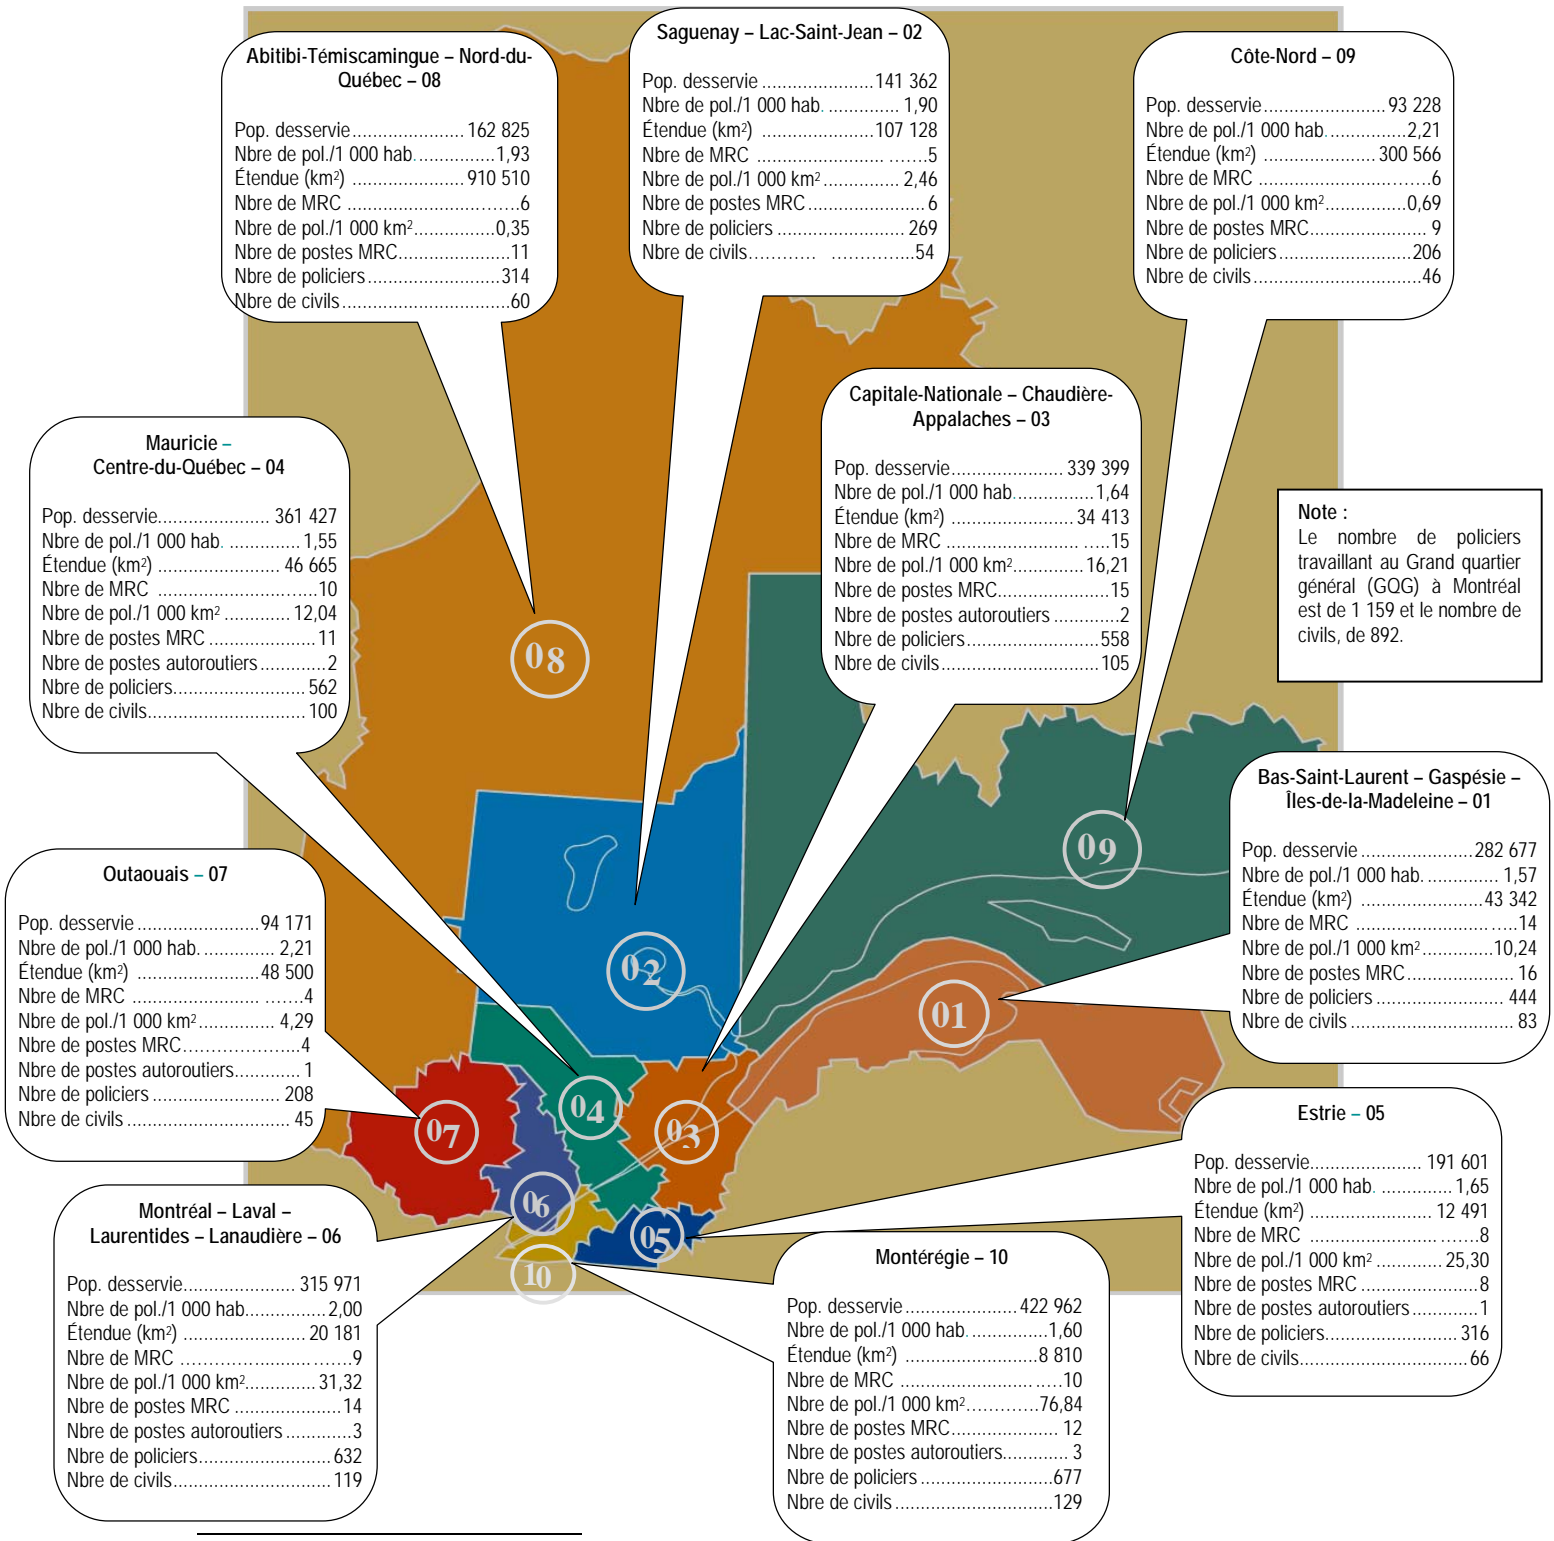 Abitibi-Témiscamingue – Nord-du-
Québec – 08
Pop. desservie ...................... 162 825
Nbre de pol./1 000 hab. ............... 1,93
Étendue (km²) ...................... 910 510
Nbre de MRC .................................. 6
Nbre de pol./1 000 km² ................ 0,35
Nbre de postes MRC...................... 11
Nbre de policiers .......................... 314
Nbre de civils ................................ 60
Saguenay – Lac-Saint-Jean – 02
Pop. desservie ...................... 141 362
Nbre de pol./1 000 hab. .............. 1,90
Étendue (km²) ...................... 107 128
Nbre de MRC ............................... 5
Nbre de pol./1 000 km² ............... 2,46
Nbre de postes MRC....................... 6
Nbre de policiers ......................... 269
Nbre de civils............ ................ 54
Côte-Nord – 09
Pop. desservie ........................ 93 228
Nbre de pol./1 000 hab. ............... 2,21
Étendue (km²) ...................... 300 566
Nbre de MRC .................................. 6
Nbre de pol./1 000 km² ................ 0,69
Nbre de postes MRC....................... 9
Nbre de policiers ......................... 206
Nbre de civils ................................ 46
Capitale-Nationale – Chaudière-
Appalaches – 03
Pop. desservie ...................... 339 399
Nbre de pol./1 000 hab. ................ 1,64
Étendue (km²) ........................ 34 413
Nbre de MRC ................................ 15
Nbre de pol./1 000 km² .............. 16,21
Nbre de postes MRC...................... 15
Nbre de postes autoroutiers ............. 2
Nbre de policiers .......................... 558
Nbre de civils ............................... 105
Mauricie –
Centre-du-Québec – 04
Pop. desservie ...................... 361 427
Nbre de pol./1 000 hab. .............. 1,55
Étendue (km²) ........................ 46 665
Nbre de MRC ................................ 10
Nbre de pol./1 000 km² ............. 12,04
Nbre de postes MRC ..................... 11
Nbre de postes autoroutiers ............. 2
Nbre de policiers.......................... 562
Nbre de civils............................... 100
Note :
Le nombre de policiers
travaillant au Grand quartier
général (GQG) à Montréal
est de 1 159 et le nombre de
civils, de 892.
Bas-Saint-Laurent – Gaspésie –
Îles-de-la-Madeleine – 01
Pop. desservie ...................... 282 677
Nbre de pol./1 000 hab. .............. 1,57
Étendue (km²) ........................ 43 342
Nbre de MRC ................................ 14
Nbre de pol./1 000 km² .............. 10,24
Nbre de postes MRC..................... 16
Nbre de policiers ......................... 444
Nbre de civils ............................... 83
Outaouais – 07
Pop. desservie ........................ 94 171
Nbre de pol./1 000 hab. ............... 2,21
Étendue (km²) ........................ 48 500
Nbre de MRC .................................. 4
Nbre de pol./1 000 km² ............... 4,29
Nbre de postes MRC....................... 4
Nbre de postes autoroutiers............ 1
Nbre de policiers ......................... 208
Nbre de civils ............................... 45
Estrie – 05
Pop. desservie ...................... 191 601
Nbre de pol./1 000 hab. .............. 1,65
Étendue (km²) ........................ 12 491
Nbre de MRC .................................. 8
Nbre de pol./1 000 km² .............. 25,30
Nbre de postes MRC ...................... 8
Nbre de postes autoroutiers ............. 1
Nbre de policiers.......................... 316
Nbre de civils................................ 66
Montréal – Laval –
Laurentides – Lanaudière – 06
Pop. desservie ...................... 315 971
Nbre de pol./1 000 hab. ............... 2,00
Étendue (km²) ........................ 20 181
Nbre de MRC .................................. 9
Nbre de pol./1 000 km² .............. 31,32
Nbre de postes MRC ..................... 14
Nbre de postes autoroutiers ............. 3
Nbre de policiers.......................... 632
Nbre de civils............................... 119
Montérégie – 10
Pop. desservie ...................... 422 962
Nbre de pol./1 000 hab. ............... 1,60
Étendue (km²) .......................... 8 810
Nbre de MRC ................................ 10
Nbre de pol./1 000 km² .............. 76,84
Nbre de postes MRC..................... 12
Nbre de postes autoroutiers............. 3
Nbre de policiers .......................... 677
Nbre de civils ............................... 129
08
09
02
01
04
03
07
06
05
10